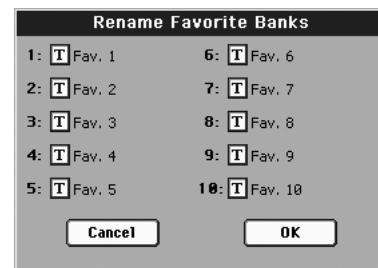 Rename Favorite Banks
1: T Fav. 1
2: T Fav. 2
3: T Fav. 3
4: T Fav. 4
5: T Fav. 5
6: T Fav. 6
7: T Fav. 7
8: T Fav. 8
9: T Fav. 9
10: T Fav. 10
Cancel
OK